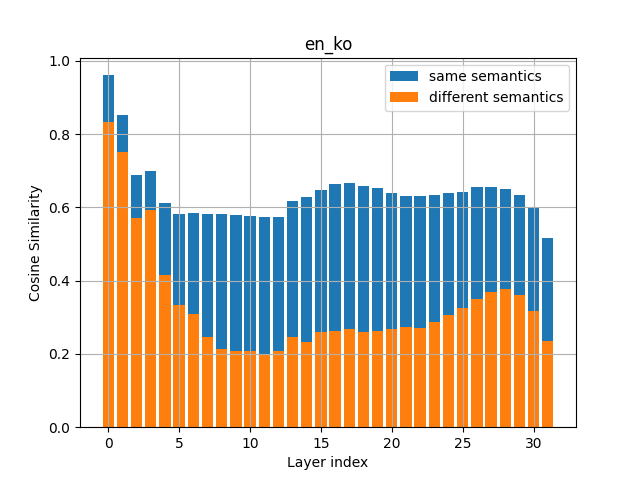 en_ko
1.0
0.8
0.6
0.4
0.2
0.0
Cosine Similarity
same semantics
different semantics
0 5 10 15 20 25 30
Layer index